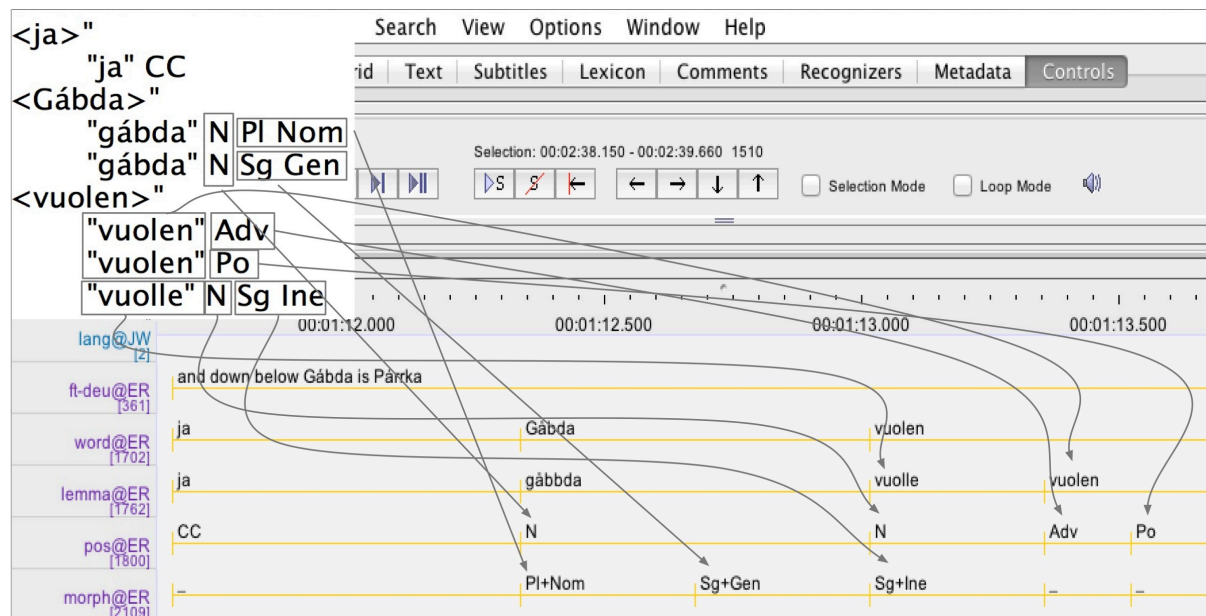 <ja>"
"ja" CC
<Gábda>"
"gábda" N Pl Nom
"gábda" N Sg Gen
<vuolen>"
"vuolen" Adv
"vuolen" Po
"vuolle" N Sg Ine
Search View Options Window Help
rid Text Subtitles Lexicon Comments Recognizers Metadata Controls
Selection: 00:02:38.150 - 00:02:39.660 1510
S S Selection Mode Loop Mode
00:01:12.000 00:01:12.500 00:01:13.000 00:01:13.500
lang@JW
[2]
ft-deu@ER and down below Gábda is Párrka
[361]
word@ER ja Gábda vuolen
[1702]
lemma@ER ja gàbbda vuolle vuolen
[1762]
pos@ER CC N N Adv Po
[1800]
morph@ER _ Pl+Nom Sg+Gen Sg+Ine _ _
[2109]